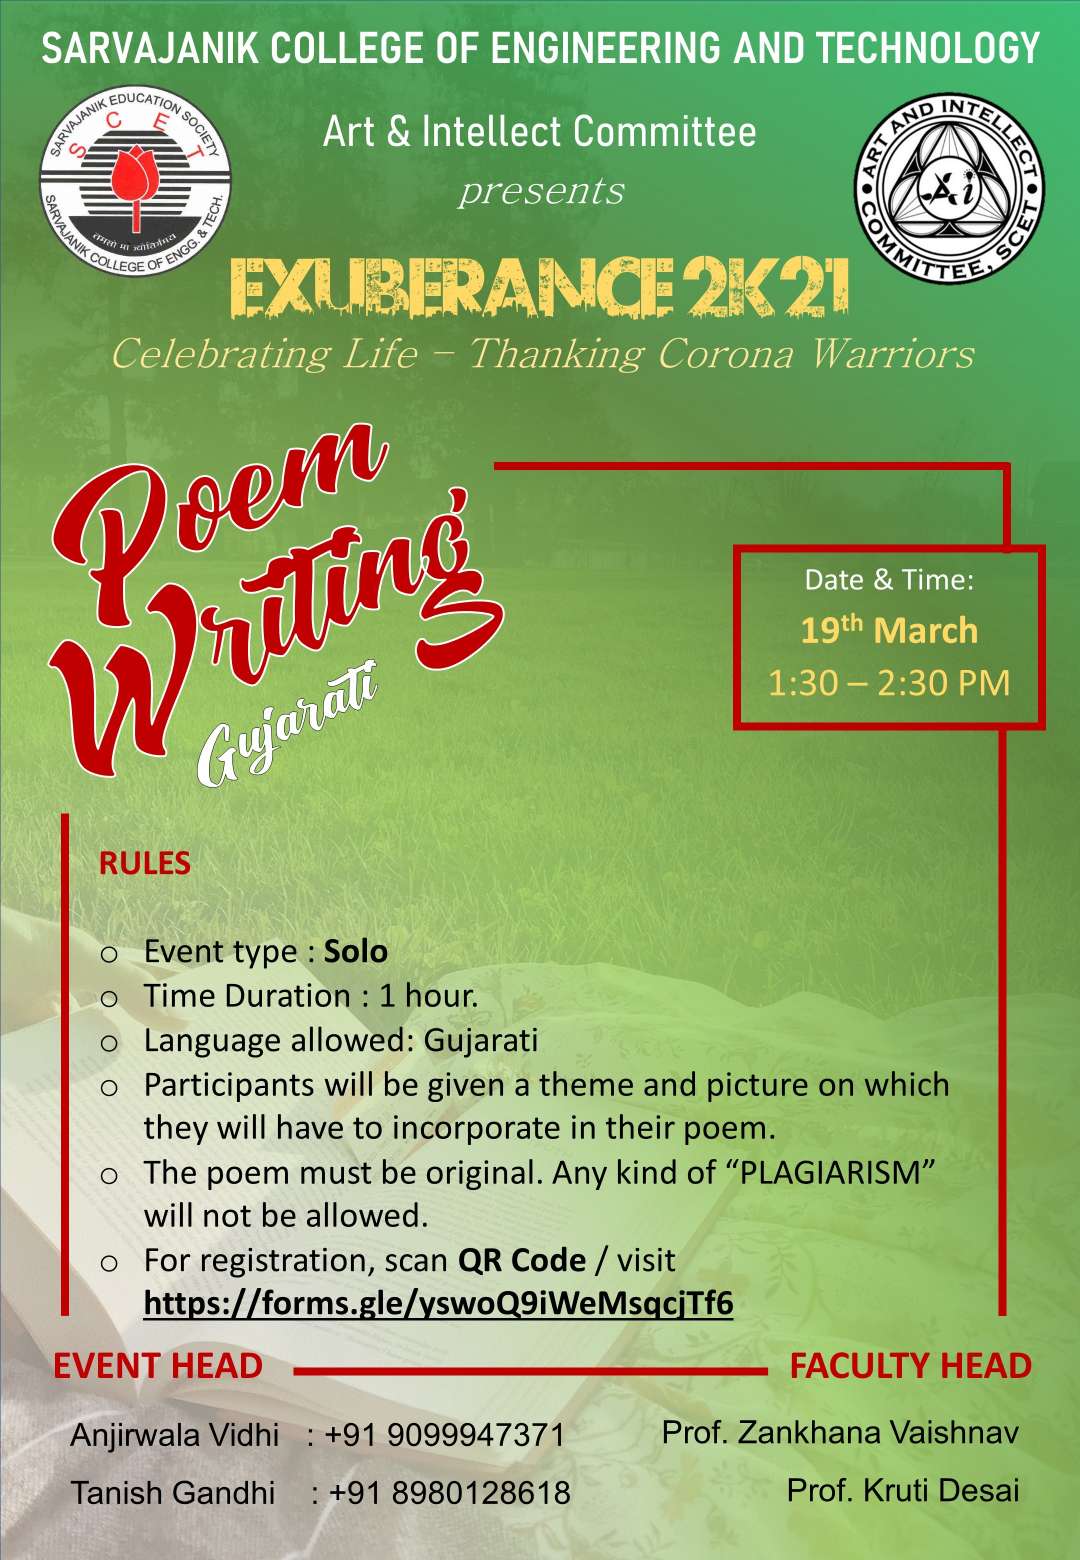 SARVAJANIK COLLEGE OF ENGINEERING AND TECHNOLOGY
SARVAJANIK EDUCATION SOCIETY
SCET
तमसो मा ज्योतिर्गमय
SARVAJANIK COLLEGE OF ENGG. & TECH.
Art & Intellect Committee
presents
ART AND INTELLECT
Ai
COMMITTEE, SCET
EXUBERANCE 2K21
Celebrating Life – Thanking Corona Warriors
Poem
Writing
Gujarati
Date & Time:
19th March
1:30 – 2:30 PM
RULES
o Event type : Solo
o Time Duration : 1 hour.
o Language allowed: Gujarati
o Participants will be given a theme and picture on which
they will have to incorporate in their poem.
o The poem must be original. Any kind of “PLAGIARISM”
will not be allowed.
o For registration, scan QR Code / visit
https://forms.gle/yswoQ9iWeMsqcjTf6
EVENT HEAD
Anjirwala Vidhi : +91 9099947371
Tanish Gandhi : +91 8980128618
FACULTY HEAD
Prof. Zankhana Vaishnav
Prof. Kruti Desai